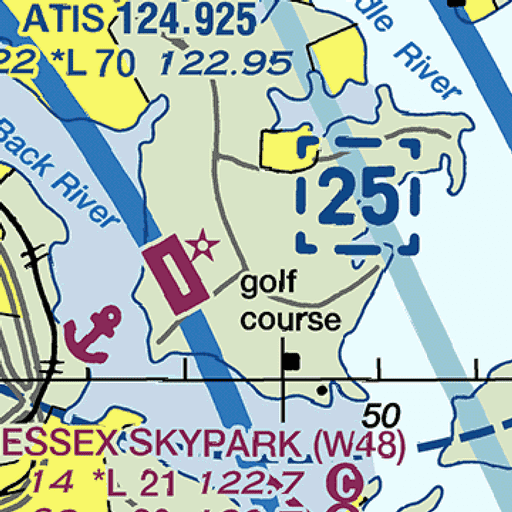 ATIS 124.925
22 *L 70 122.95
dle River
Back River
25
golf
course
50
ESSEX SKYPARK (W48)
14 *L 21 122.7 C